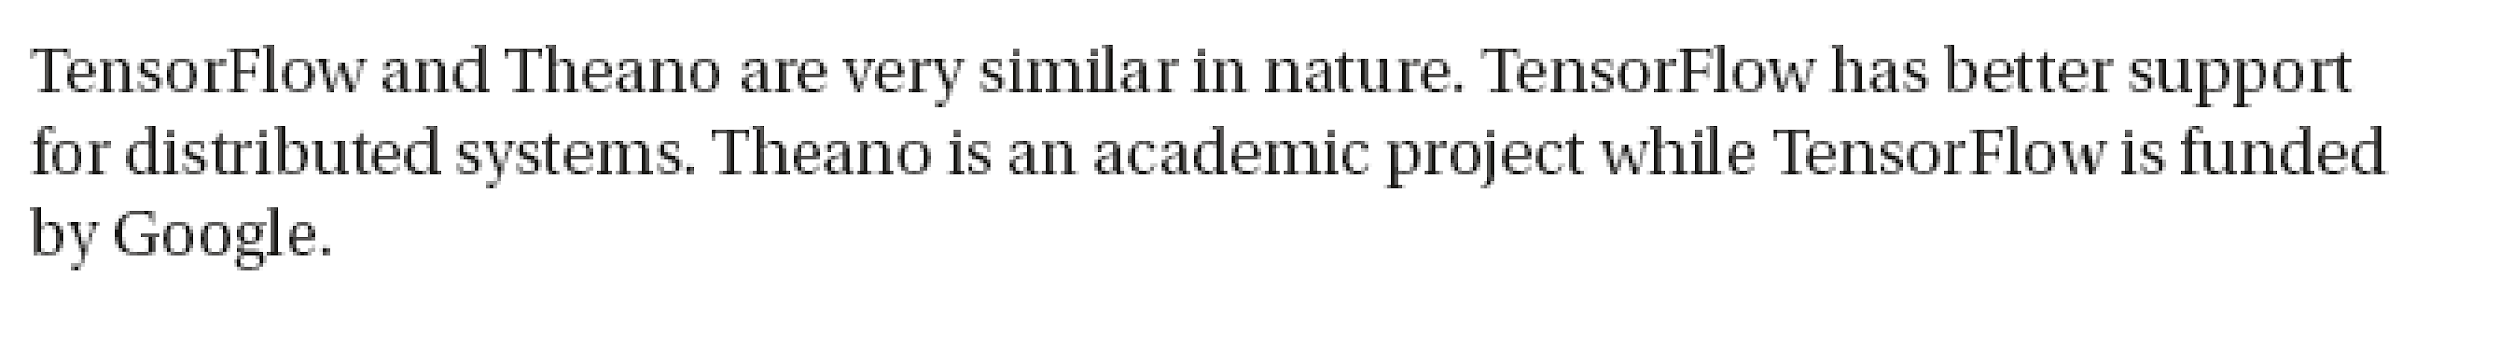 TensorFlow and Theano are very similar in nature. TensorFlow has better support
for distributed systems. Theano is an academic project while TensorFlow is funded
by Google.